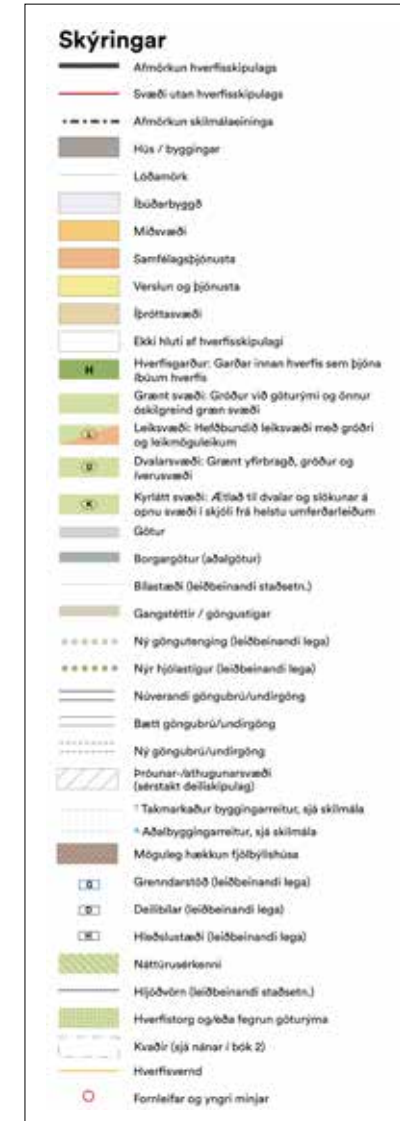 Skýringar
Afmörkun hverfisskipulags
Svæði utan hverfisskipulags
Afmörkun skilmálaeininga
Hús / byggingar
Lóðamörk
Íbúðarbyggð
Miðsvæði
Samfélagsþjónusta
Verslun og þjónusta
Íþróttasvæði
Ekki hluti af hverfisskipulagi
H
Hverfisgarður: Garðar innan hverfis sem þjóna
íbúum hverfis
Grænt svæði: Gróður við göturými og önnur
óskilgreind græn svæði
L
Leiksvæði: Hefðbundið leiksvæði með gróðri
og leikmöguleikum
D
Dvalarsvæði: Grænt yfirbragð, gróður og
íverusvæði
K
Kyrlátt svæði: Ætlað til dvalar og slökunar á
opnu svæði í skjóli frá helstu umferðarleiðum
Götur
Borgargötur (aðalgötur)
Bílastæði (leiðbeinandi staðsetn.)
Gangstéttir / göngustígar
Ný göngutenging (leiðbeinandi lega)
Nýr hjólastígur (leiðbeinandi lega)
Núverandi göngubrú/undirgöng
Bætt göngubrú/undirgöng
Ný göngubrú/undirgöng
Þróunar-/athugunarsvæði
(sérstakt deiliskipulag)
Takmarkaður byggingarreitur, sjá skilmála
Aðalbyggingarreitur, sjá skilmála
Möguleg hækkun fjölbýlishúsa
G
Grenndarstöð (leiðbeinandi lega)
D
Deilibílar (leiðbeinandi lega)
H
Hleðslustæði (leiðbeinandi lega)
Náttúrusérkenni
Hljóðvörn (leiðbeinandi staðsetn.)
Hverfistorg og/eða fegrun göturýma
Kvaðir (sjá nánar í bók 2)
Hverfisvernd
Fornleifar og yngri minjar